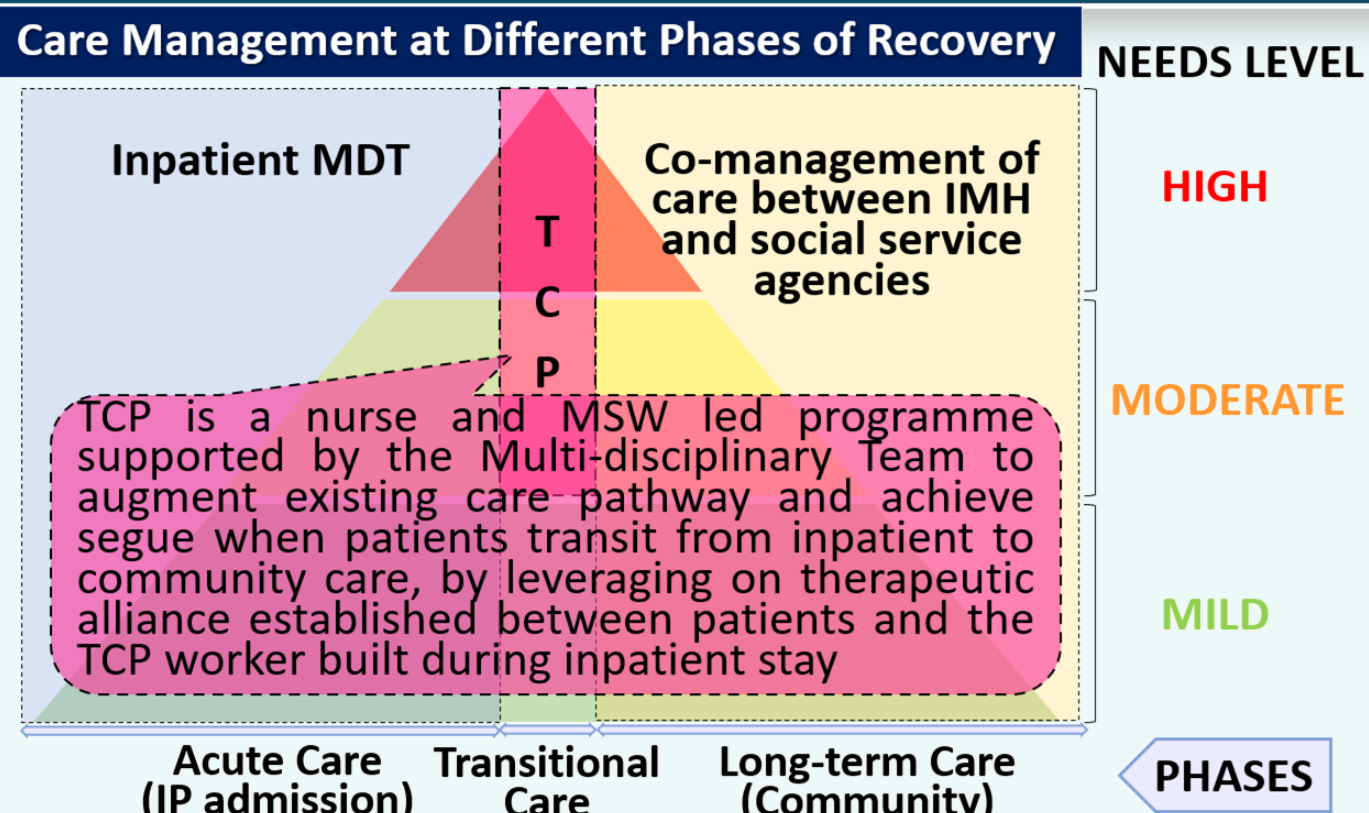 Care Management at Different Phases of Recovery
NEEDS LEVEL
Inpatient MDT
T
C
P
Co-management of
care between IMH
and social service
agencies
HIGH
MODERATE
MILD
TCP is a nurse and MSW led programme
supported by the Multi-disciplinary Team to
augment existing care pathway and achieve
segue when patients transit from inpatient to
community care, by leveraging on therapeutic
alliance established between patients and the
TCP worker built during inpatient stay
Acute Care
(IP admission)
Transitional
Care
Long-term Care
(Community)
PHASES